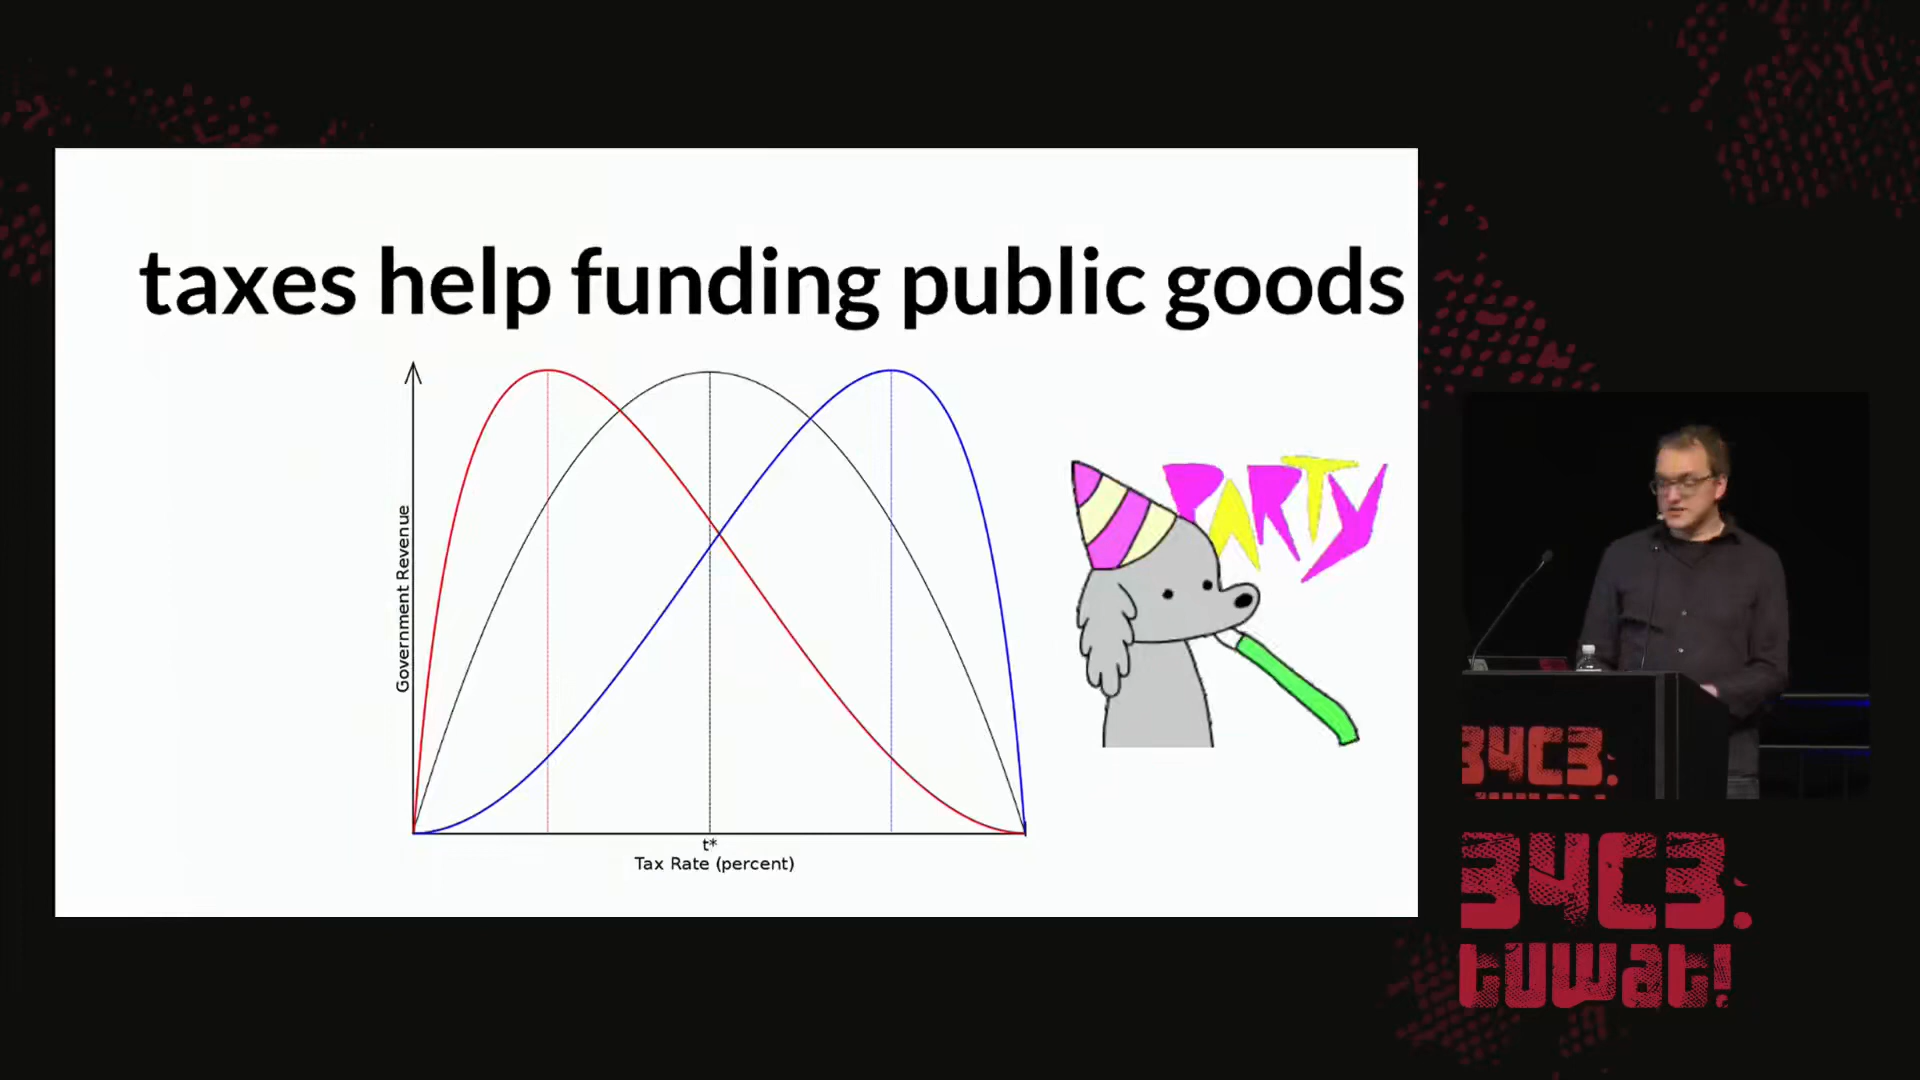 taxes help funding public goods
PARTY
Government Revenue
t*
Tax Rate (percent)
34C3.
34C3.
tuwat!